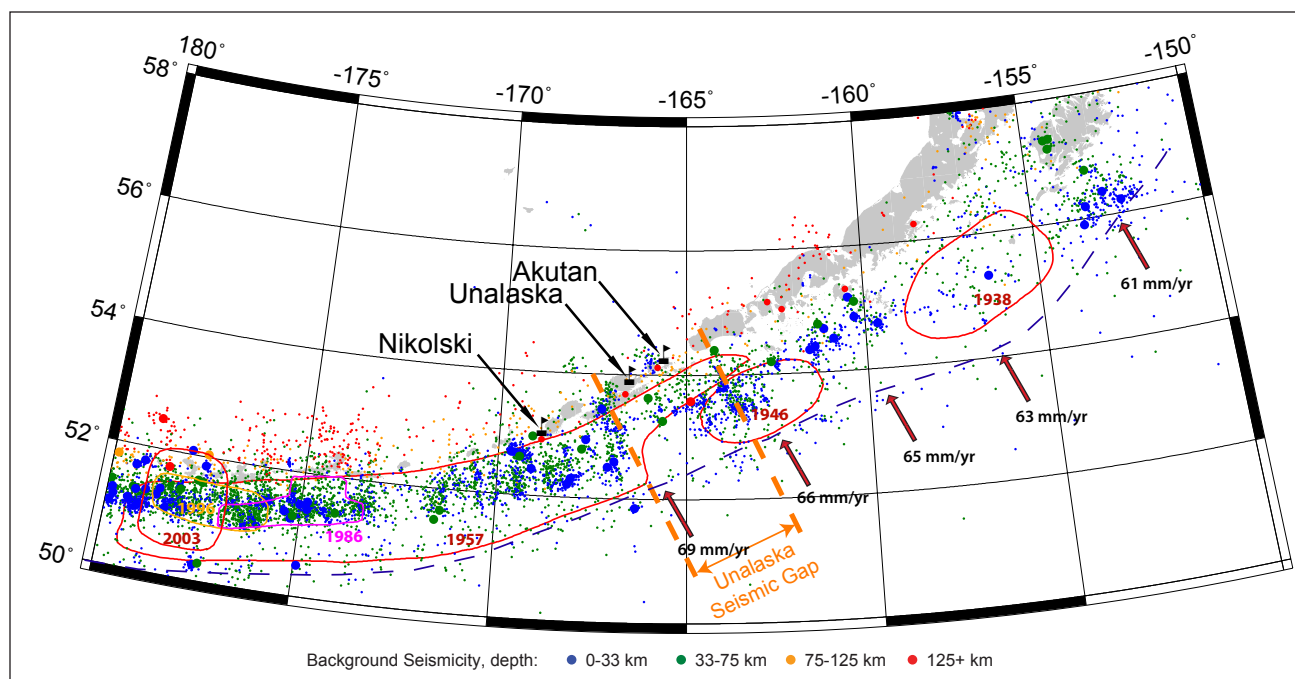 180°
-175°
-170°
-165°
-160°
-155°
-150°
58°
56°
54°
52°
50°
Akutan
Unalaska
Nikolski
1938
1946
1957
1986
2003
61 mm/yr
63 mm/yr
65 mm/yr
66 mm/yr
69 mm/yr
Unalaska
Seismic Gap
Background Seismicity, depth: 0-33 km 33-75 km 75-125 km 125+ km